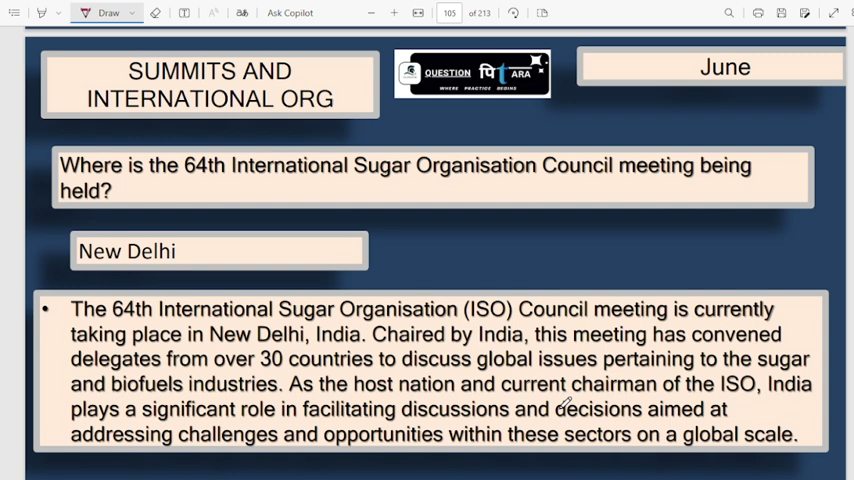 Draw
Ask Copilot
105 of 213
SUMMITS AND
INTERNATIONAL ORG
QUESTION पिtARA
WHERE PRACTICE BEGINS
June
Where is the 64th International Sugar Organisation Council meeting being
held?
New Delhi
• The 64th International Sugar Organisation (ISO) Council meeting is currently
taking place in New Delhi, India. Chaired by India, this meeting has convened
delegates from over 30 countries to discuss global issues pertaining to the sugar
and biofuels industries. As the host nation and current chairman of the ISO, India
plays a significant role in facilitating discussions and decisions aimed at
addressing challenges and opportunities within these sectors on a global scale.